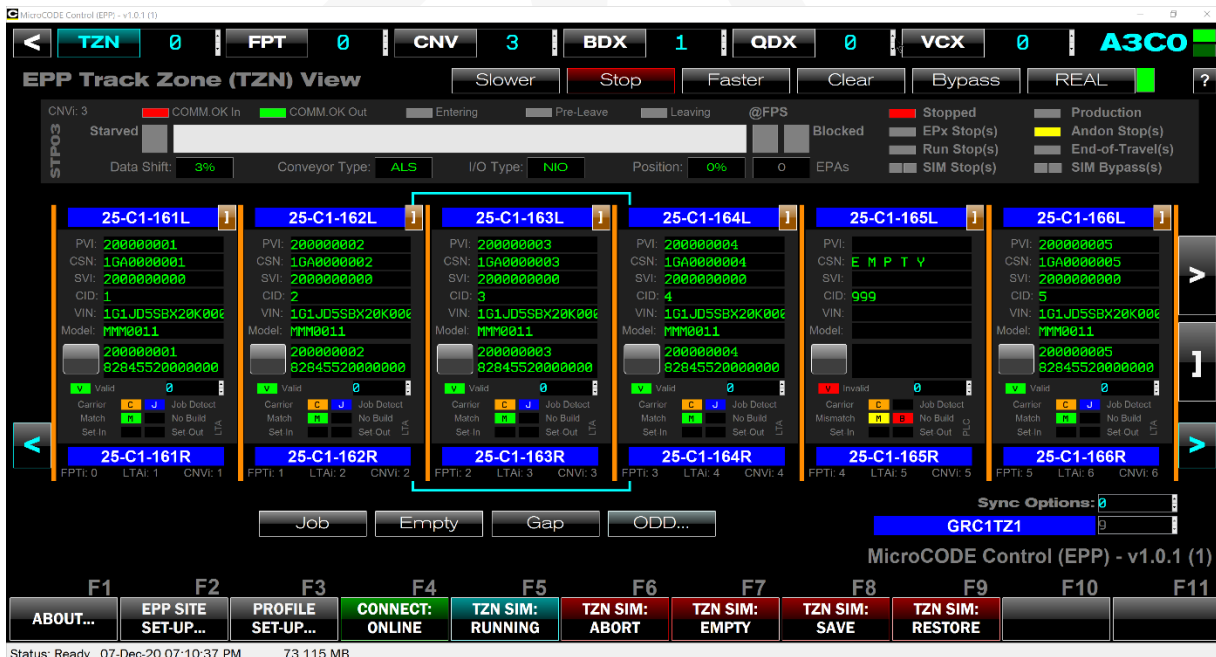 MicroCODE Control (EPP) - v1.0.1 (1)
< TZN 0 FPT 0 CNV 3 BDX 1 QDX 0 VCX 0 A3C0
EPP Track Zone (TZN) View Slower Stop Faster Clear Bypass REAL ?
CNVi: 3 COMM.OK In COMM.OK Out Entering Pre-Leave Leaving @FPS Stopped Production
STP03 Starved Blocked EPx Stop(s) Andon Stop(s)
Run Stop(s) End-of-Travel(s)
Data Shift: 3% Conveyor Type: ALS I/O Type: NIO Position: 0% 0 EPAs SIM Stop(s) SIM Bypass(s)
25-C1-161L ] 25-C1-162L ] 25-C1-163L ] 25-C1-164L ] 25-C1-165L ] 25-C1-166L ]
PVI: 200000001 PVI: 200000002 PVI: 200000003 PVI: 200000004 PVI: PVI: 200000005
CSN: 1GA0000001 CSN: 1GA0000002 CSN: 1GA0000003 CSN: 1GA0000004 CSN: E M P T Y CSN: 1GA0000005
SVI: 2000000000 SVI: 2000000000 SVI: 2000000000 SVI: 2000000000 SVI: SVI: 2000000000 >
CID: 1 CID: 2 CID: 3 CID: 4 CID: 999 CID: 5
VIN: 1G1JD5SBX20K000 VIN: 1G1JD5SBX20K000 VIN: 1G1JD5SBX20K000 VIN: 1G1JD5SBX20K000 VIN: VIN: 1G1JD5SBX20K000
Model: MMM0011 Model: MMM0011 Model: MMM0011 Model: MMM0011 Model: Model: MMM0011
200000001 200000002 200000003 200000004 200000005 ]
82845520000000 82845520000000 82845520000000 82845520000000 82845520000000
V Valid 0 V Valid 0 V Valid 0 V Valid 0 V Invalid 0 V Valid 0
Carrier C J Job Detect Carrier C J Job Detect Carrier C J Job Detect Carrier C J Job Detect Carrier C Job Detect Carrier C J Job Detect
Match M No Build Match M No Build Match M No Build Match M No Build Mismatch M B No Build Match M No Build
Set In Set Out LTA Set In Set Out LTA Set In Set Out LTA Set In Set Out LTA Set In Set Out PLC Set In Set Out LTA
< 25-C1-161R 25-C1-162R 25-C1-163R 25-C1-164R 25-C1-165R 25-C1-166R >
FPTi: 0 LTAi: 1 CNVi: 1 FPTi: 1 LTAi: 2 CNVi: 2 FPTi: 2 LTAi: 3 CNVi: 3 FPTi: 3 LTAi: 4 CNVi: 4 FPTi: 4 LTAi: 5 CNVi: 5 FPTi: 5 LTAi: 6 CNVi: 6
Sync Options: 0
Job Empty Gap ODD... GRC1TZ1 9
MicroCODE Control (EPP) - v1.0.1 (1)
F1 F2 F3 F4 F5 F6 F7 F8 F9 F10 F11
ABOUT... EPP SITE SET-UP... PROFILE SET-UP... CONNECT: ONLINE TZN SIM: RUNNING TZN SIM: ABORT TZN SIM: EMPTY TZN SIM: SAVE TZN SIM: RESTORE
Status: Ready 07-Dec-20 07:10:37 PM 73.115 MB